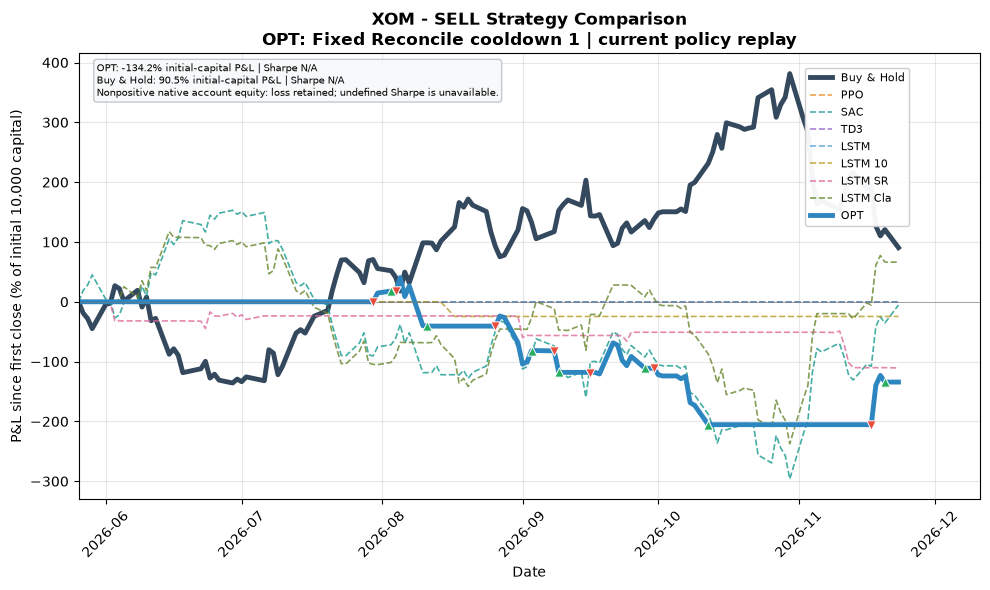 XOM - SELL Strategy Comparison
OPT: Fixed Reconcile cooldown 1 | current policy replay
OPT: -134.2% initial-capital P&L | Sharpe N/A
Buy & Hold: 90.5% initial-capital P&L | Sharpe N/A
Nonpositive native account equity: loss retained; undefined Sharpe is unavailable.
Buy & Hold
PPO
SAC
TD3
LSTM
LSTM 10
LSTM SR
LSTM Cla
OPT
P&L since first close (% of initial 10,000 capital)
400
300
200
100
0
−100
−200
−300
2026-06
2026-07
2026-08
2026-09
2026-10
2026-11
2026-12
Date